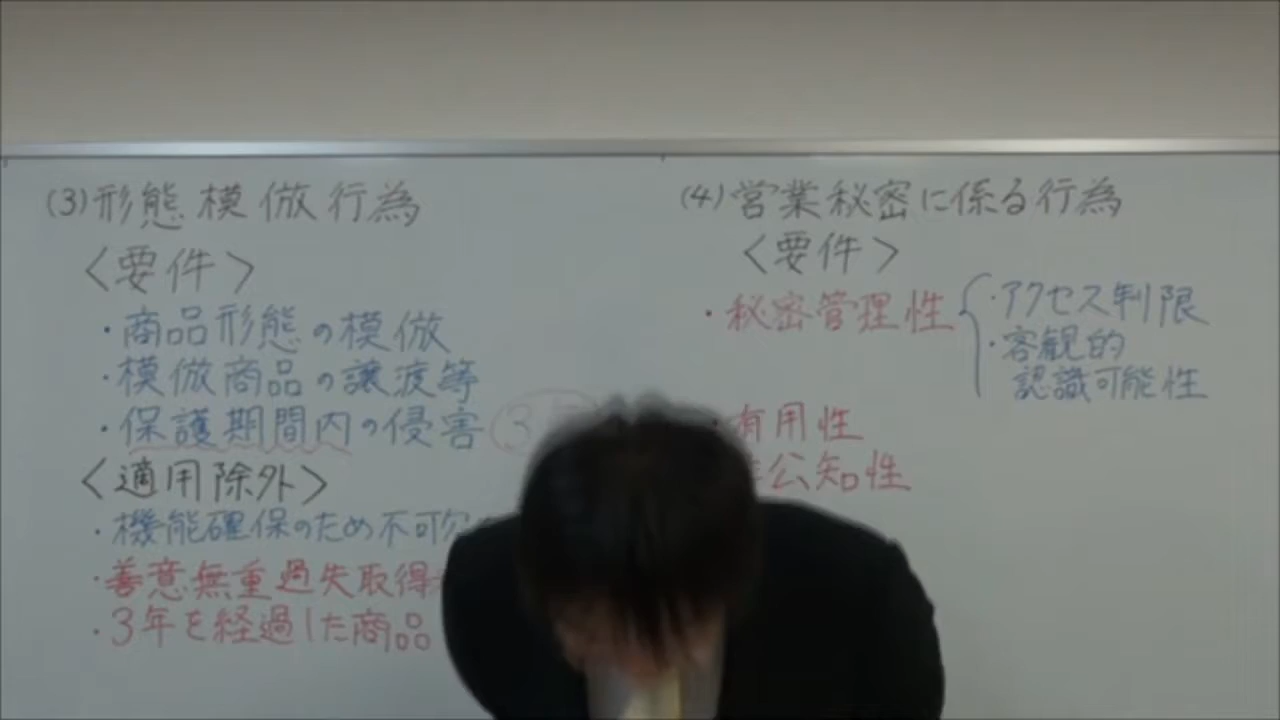 (3)形態模倣行為
〈要件〉
・商品形態の模倣
・模倣商品の譲渡等
・保護期間内の侵害 3
〈適用除外〉
・機能確保のため不可欠
・善意無重過失取得
・3年を経過した商品
(4)営業秘密に係る行為
〈要件〉
・秘密管理性
・アクセス制限
・客観的
認識可能性
有用性
公知性